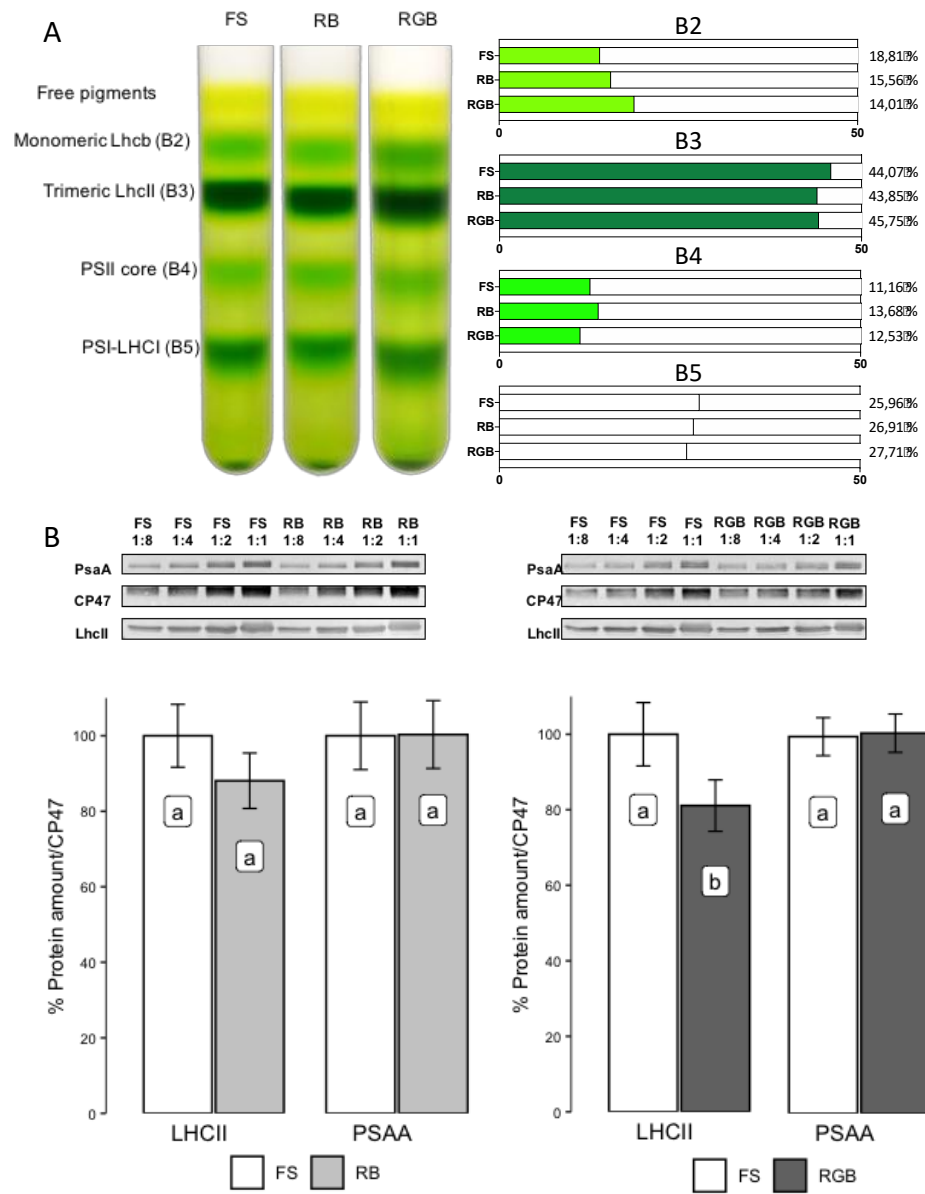 A
FS RB RGB
Free pigments
Monomeric Lhcb (B2)
Trimeric LhcII (B3)
PSII core (B4)
PSI-LHCI (B5)
B2
FS 18,81 %
RB 15,56 %
RGB 14,01 %
0 50
B3
FS 44,07 %
RB 43,85 %
RGB 45,75 %
0 50
B4
FS 11,16 %
RB 13,68 %
RGB 12,53 %
0 50
B5
FS 25,96 %
RB 26,91 %
RGB 27,71 %
0 50
B
FS FS FS FS RB RB RB RB
1:8 1:4 1:2 1:1 1:8 1:4 1:2 1:1
PsaA
CP47
LhcII
FS FS FS FS RGB RGB RGB RGB
1:8 1:4 1:2 1:1 1:8 1:4 1:2 1:1
PsaA
CP47
LhcII
% Protein amount/CP47
100
80
60
40
20
0
a a a a
LHCII PSAA
FS RB
% Protein amount/CP47
100
80
60
40
20
0
a b a a
LHCII PSAA
FS RGB